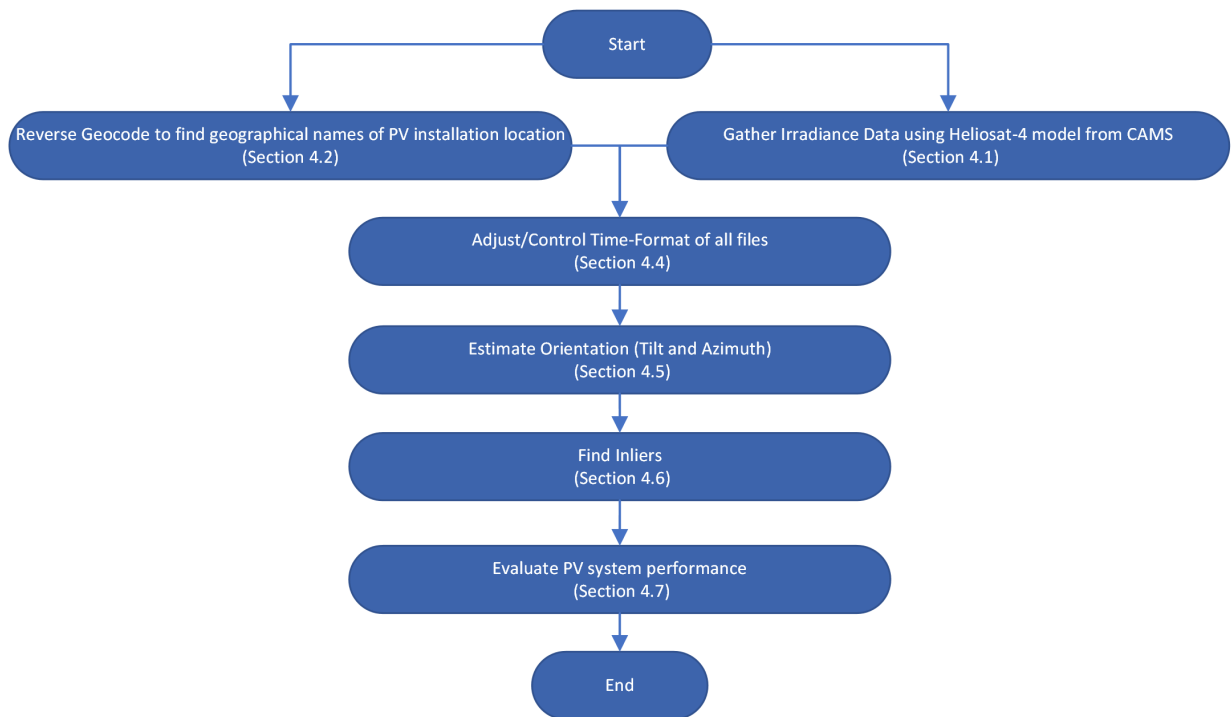 Start
Reverse Geocode to find geographical names of PV installation location
(Section 4.2)
Gather Irradiance Data using Heliosat-4 model from CAMS
(Section 4.1)
Adjust/Control Time-Format of all files
(Section 4.4)
Estimate Orientation (Tilt and Azimuth)
(Section 4.5)
Find Inliers
(Section 4.6)
Evaluate PV system performance
(Section 4.7)
End